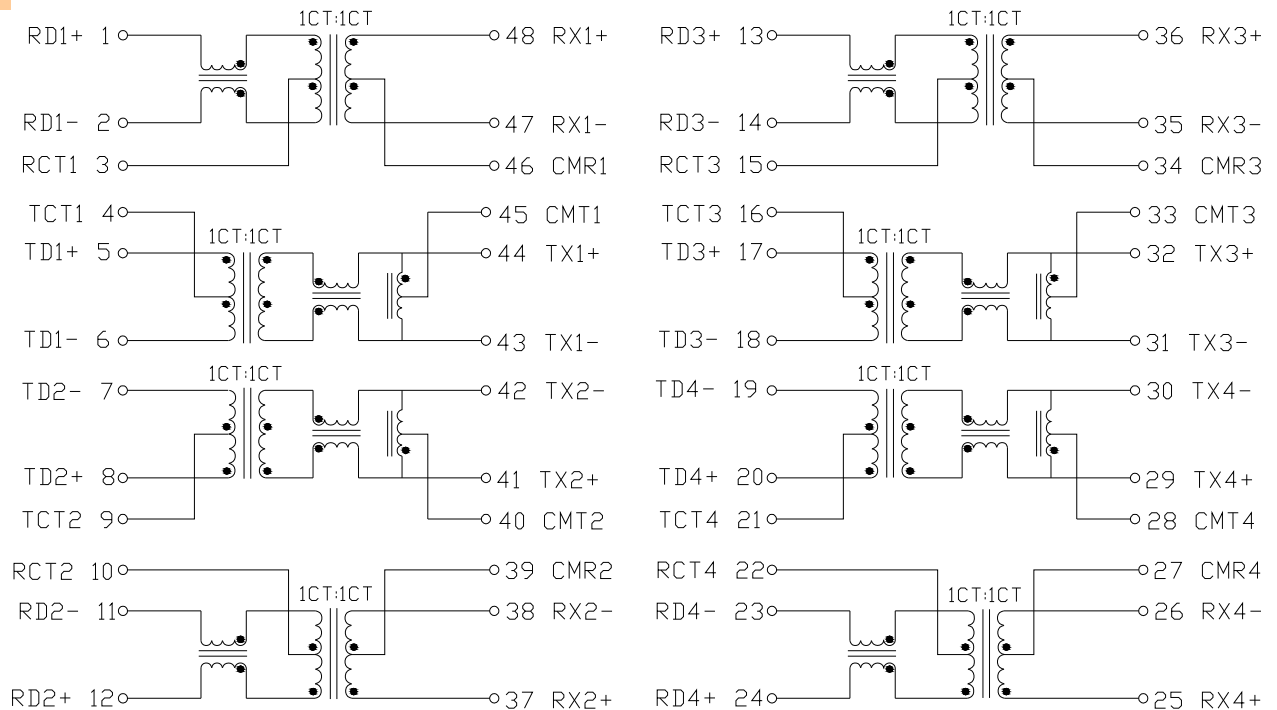 1CT:1CT 1CT:1CT
RD1+ 1 48 RX1+ RD3+ 13 36 RX3+
RD1- 2 47 RX1- RD3- 14 35 RX3-
RCT1 3 46 CMR1 RCT3 15 34 CMR3
TCT1 4 45 CMT1 TCT3 16 33 CMT3
1CT:1CT 1CT:1CT
TD1+ 5 44 TX1+ TD3+ 17 32 TX3+
TD1- 6 43 TX1- TD3- 18 31 TX3-
1CT:1CT 1CT:1CT
TD2- 7 42 TX2- TD4- 19 30 TX4-
TD2+ 8 41 TX2+ TD4+ 20 29 TX4+
TCT2 9 40 CMT2 TCT4 21 28 CMT4
RCT2 10 39 CMR2 RCT4 22 27 CMR4
1CT:1CT 1CT:1CT
RD2- 11 38 RX2- RD4- 23 26 RX4-
RD2+ 12 37 RX2+ RD4+ 24 25 RX4+